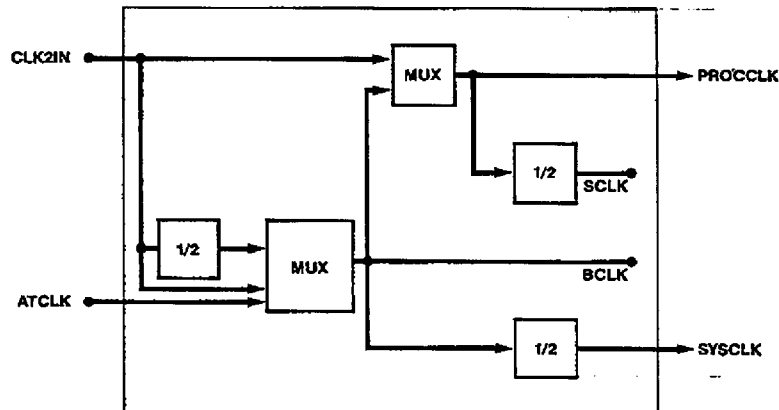 CLK2IN
MUX
PROCCLK
1/2
SCLK
1/2
MUX
BCLK
ATCLK
1/2
SYSCLK